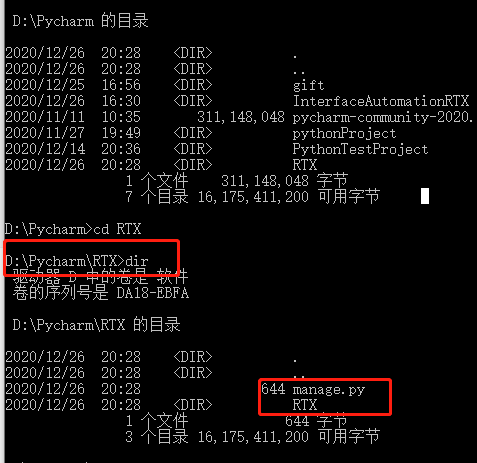 D:\Pycharm 的目录
2020/12/26 20:28 <DIR> .
2020/12/26 20:28 <DIR> ..
2020/12/25 16:56 <DIR> gift
2020/12/26 16:30 <DIR> InterfaceAutomationRTX
2020/11/11 10:35 311,148,048 pycharm-community-2020.
2020/11/27 19:49 <DIR> pythonProject
2020/12/14 20:36 <DIR> PythonTestProject
2020/12/26 20:28 <DIR> RTX
1 个文件 311,148,048 字节
7 个目录 16,175,411,200 可用字节
D:\Pycharm>cd RTX
D:\Pycharm\RTX>dir
驱动器 D 中的卷是 软件
卷的序列号是 DA18-EBFA
D:\Pycharm\RTX 的目录
2020/12/26 20:28 <DIR> .
2020/12/26 20:28 <DIR> ..
2020/12/26 20:28 644 manage.py
2020/12/26 20:28 <DIR> RTX
1 个文件 644 字节
3 个目录 16,175,411,200 可用字节